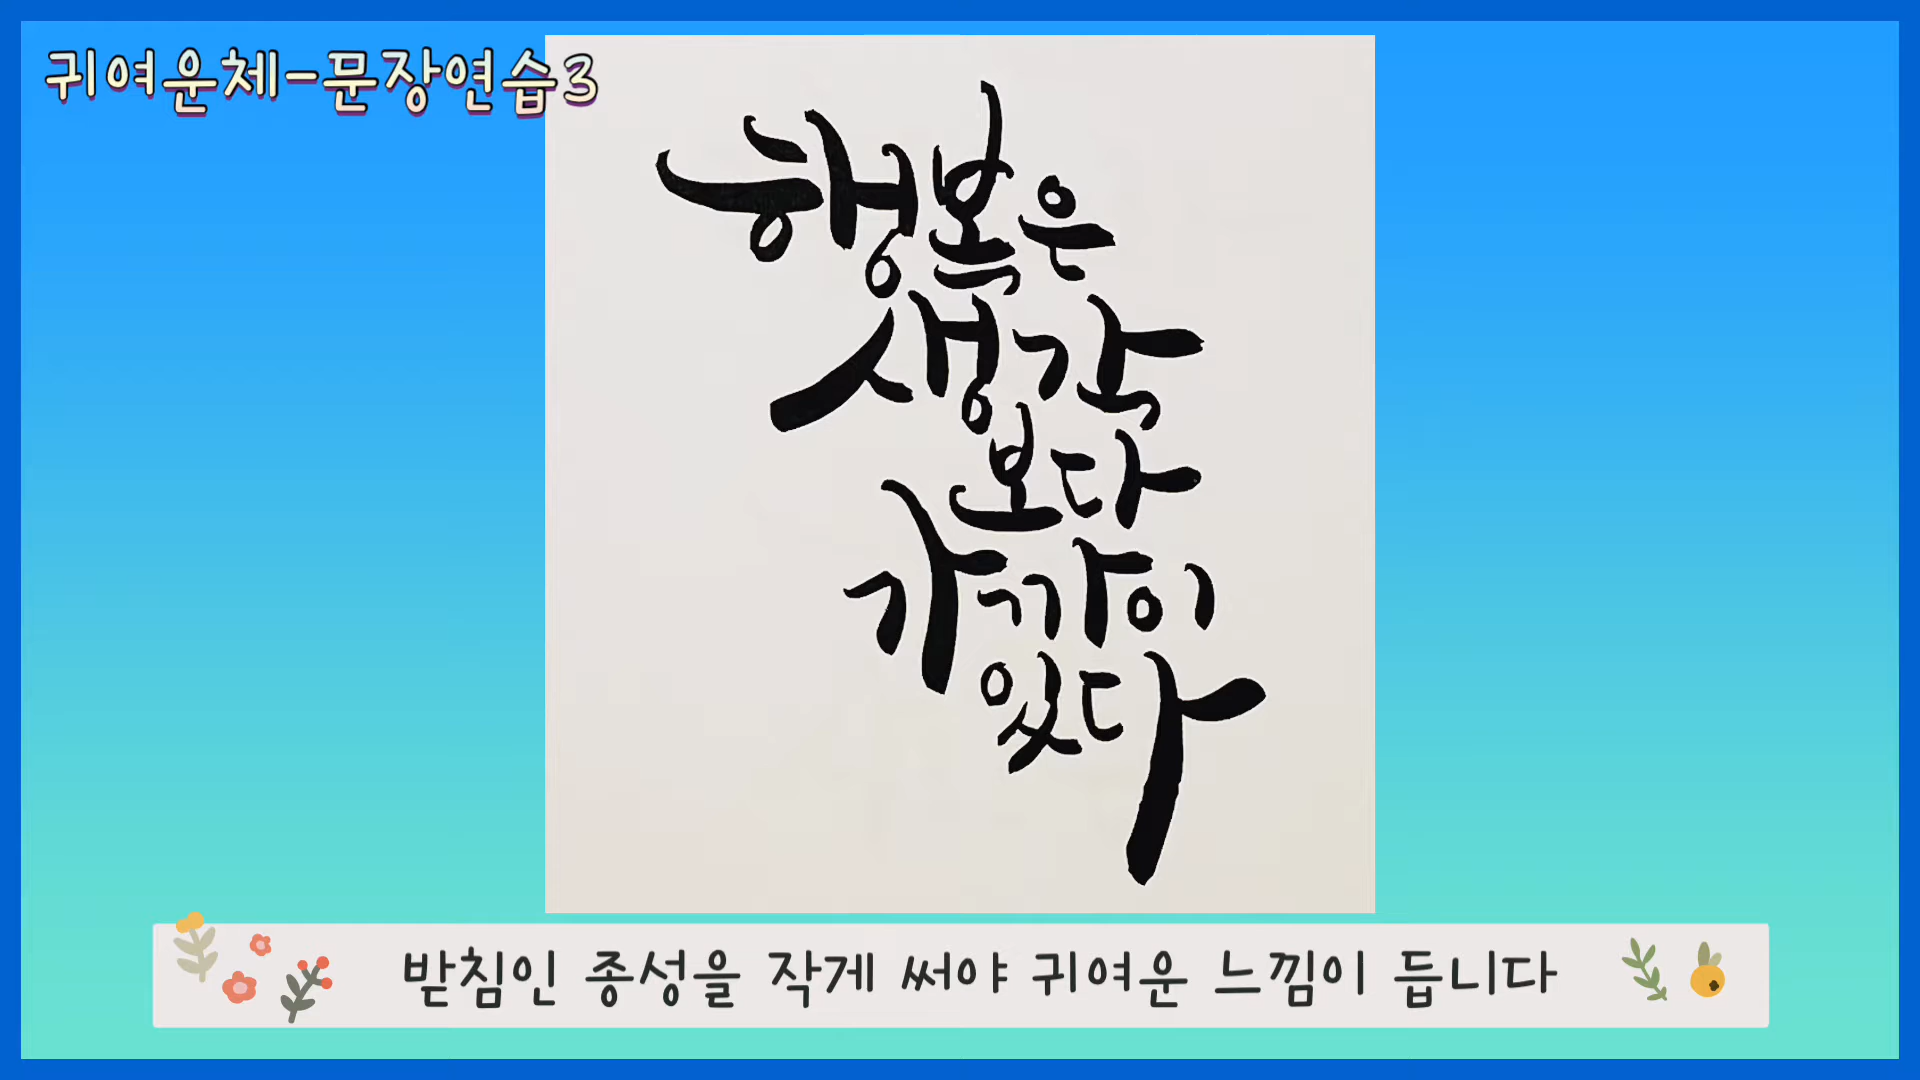 귀여운체-문장연습3
행복은
생각
보다
가까이
있다
받침인 종성을 작게 써야 귀여운 느낌이 듭니다